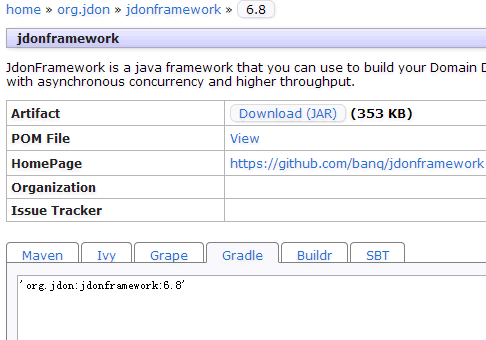 home » org.jdon » jdonframework » 6.8
jdonframework
JdonFramework is a java framework that you can use to build your Domain D
with asynchronous concurrency and higher throughput.
Artifact Download (JAR) (353 KB)
POM File View
HomePage https://github.com/banq/jdonframework
Organization
Issue Tracker
Maven Ivy Grape Gradle Buildr SBT
'org.jdon:jdonframework:6.8'